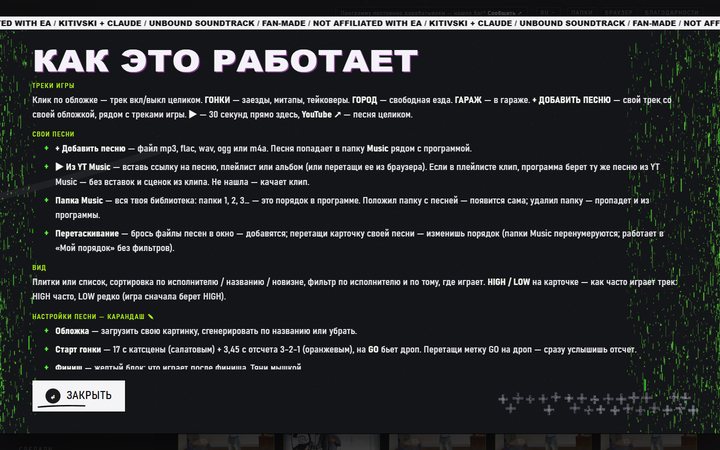 ED WITH EA / KITIVSKI + CLAUDE / UNBOUND SOUNDTRACK / FAN-MADE / NOT AFFILIATED WITH EA / KITIVSKI + CLAUDE / UNBOUND SOUNDTRACK / FAN-MADE / NOT AFF
КАК ЭТО РАБОТАЕТ
ТРЕКИ ИГРЫ
Клик по обложке — трек вкл/выкл целиком. ГОНКИ — заезды, митапы, тейковеры. ГОРОД — свободная езда. ГАРАЖ — в гараже. + ДОБАВИТЬ ПЕСНЮ — свой трек со
своей обложкой, рядом с треками игры. ▶ — 30 секунд прямо здесь, YouTube ↗ — песня целиком.
СВОИ ПЕСНИ
+ + Добавить песню — файл mp3, flac, wav, ogg или m4a. Песня попадает в папку Music рядом с программой.
+ ▶ Из YT Music — вставь ссылку на песню, плейлист или альбом (или перетащи ее из браузера). Если в плейлисте клип, программа берет ту же песню из YT
Music — без вставок и сценок из клипа. Не нашла — качает клип.
+ Папка Music — вся твоя библиотека: папки 1, 2, 3... — это порядок в программе. Положил папку с песней — появится сама; удалил папку — пропадет и из
программы.
+ Перетаскивание — брось файлы песен в окно — добавятся; перетащи карточку своей песни — изменишь порядок (папки Music перенумеруются; работает в
«Мой порядок» без фильтров).
ВИД
Плитки или список, сортировка по исполнителю / названию / новизне, фильтр по исполнителю и по тому, где играет. HIGH / LOW на карточке — как часто играет трек:
HIGH часто, LOW редко (игра сначала берет HIGH).
НАСТРОЙКИ ПЕСНИ — КАРАНДАШ ✎
+ Обложка — загрузить свою картинку, сгенерировать по названию или убрать.
+ Старт гонки — 17 с катсцены (салатовым) + 3,45 с отсчета 3-2-1 (оранжевым), на GO бьет дроп. Перетащи метку GO на дроп — сразу услышишь отсчет.
+ Финиш — желтый блок: что играет после финиша. Тяни мышкой.
ЗАКРЫТЬ